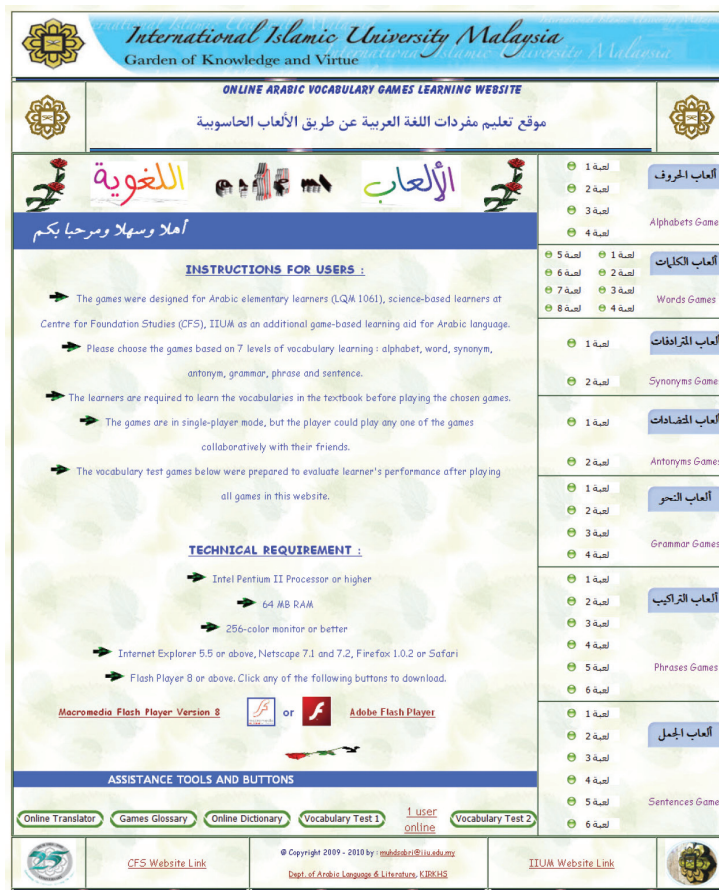 International Islamic University Malaysia
Garden of Knowledge and Virtue
ONLINE ARABIC VOCABULARY GAMES LEARNING WEBSITE
موقع تعليم مفردات اللغة العربية عن طريق الألعاب الحاسوبية
الألعاب
اللغوية
أهلا وسهلا ومرحبا بكم
INSTRUCTIONS FOR USERS :
The games were designed for Arabic elementary learners (LQM 1061), science-based learners at
Centre for Foundation Studies (CFS), IIUM as an additional game-based learning aid for Arabic language.
Please choose the games based on 7 levels of vocabulary learning : alphabet, word, synonym,
antonym, grammar, phrase and sentence.
The learners are required to learn the vocabularies in the textbook before playing the chosen games.
The games are in single-player mode, but the player could play any one of the games
collaboratively with their friends.
The vocabulary test games below were prepared to evaluate learner's performance after playing
all games in this website.
TECHNICAL REQUIREMENT :
Intel Pentium II Processor or higher
64 MB RAM
256-color monitor or better
Internet Explorer 5.5 or above, Netscape 7.1 and 7.2, Firefox 1.0.2 or Safari
Flash Player 8 or above. Click any of the following buttons to download.
Macromedia Flash Player Version 8 or Adobe Flash Player
ASSISTANCE TOOLS AND BUTTONS
Online Translator Games Glossary Online Dictionary Vocabulary Test 1 1 user online Vocabulary Test 2
ألعاب الحروف
Alphabets Game
لعبة 1
لعبة 2
لعبة 3
لعبة 4
ألعاب الكلمات
Words Games
لعبة 1 لعبة 5
لعبة 2 لعبة 6
لعبة 3 لعبة 7
لعبة 4 لعبة 8
ألعاب المترادفات
Synonyms Game
لعبة 1
لعبة 2
ألعاب المتضادات
Antonyms Games
لعبة 1
لعبة 2
ألعاب النحو
Grammar Games
لعبة 1
لعبة 2
لعبة 3
لعبة 4
ألعاب التراكيب
Phrases Games
لعبة 1
لعبة 2
لعبة 3
لعبة 4
لعبة 5
لعبة 6
ألعاب الجمل
Sentences Game
لعبة 1
لعبة 2
لعبة 3
لعبة 4
لعبة 5
لعبة 6
25
CFS Website Link
© Copyright 2009 - 2010 by : muhdsabri@iiu.edu.my
Dept. of Arabic Language & Literature, KIRKHS
IIUM Website Link